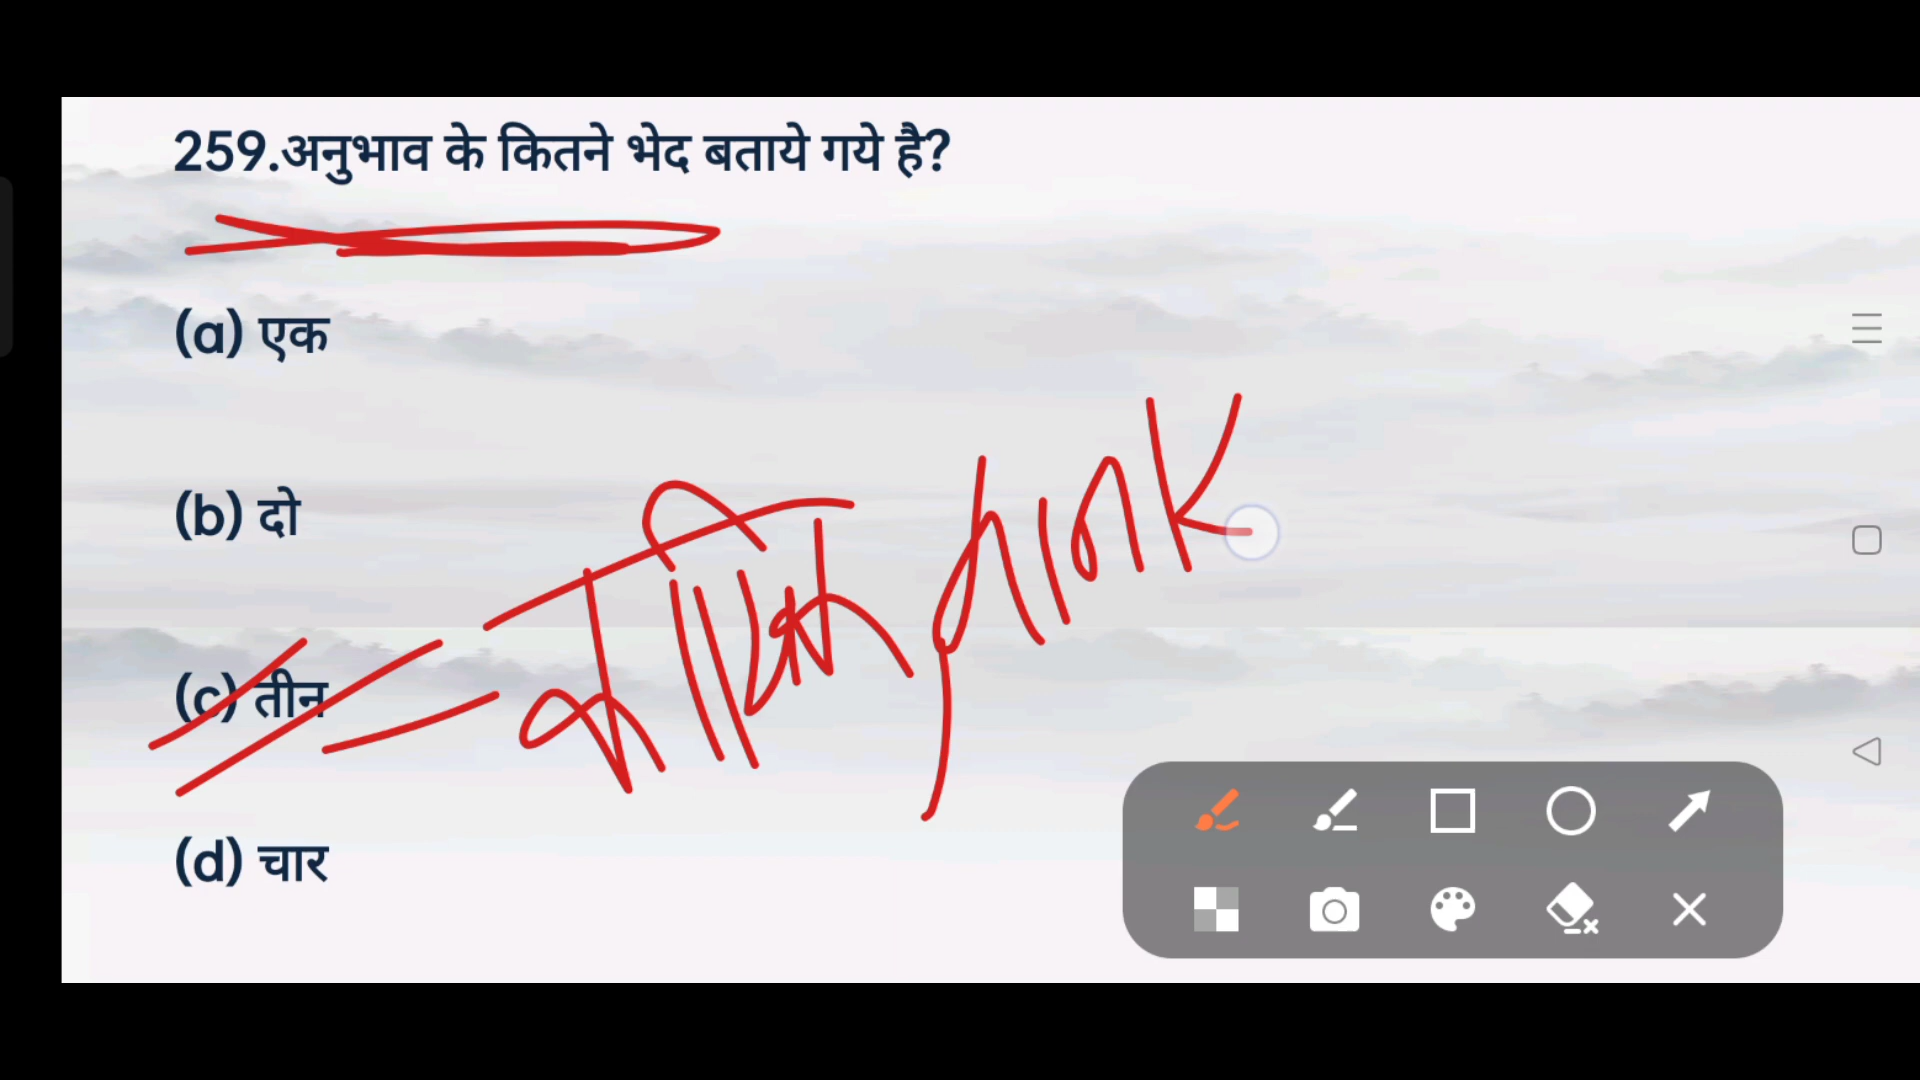 259.अनुभाव के कितने भेद बताये गये है?
(a) एक
(b) दो
(c) तीन
(d) चार